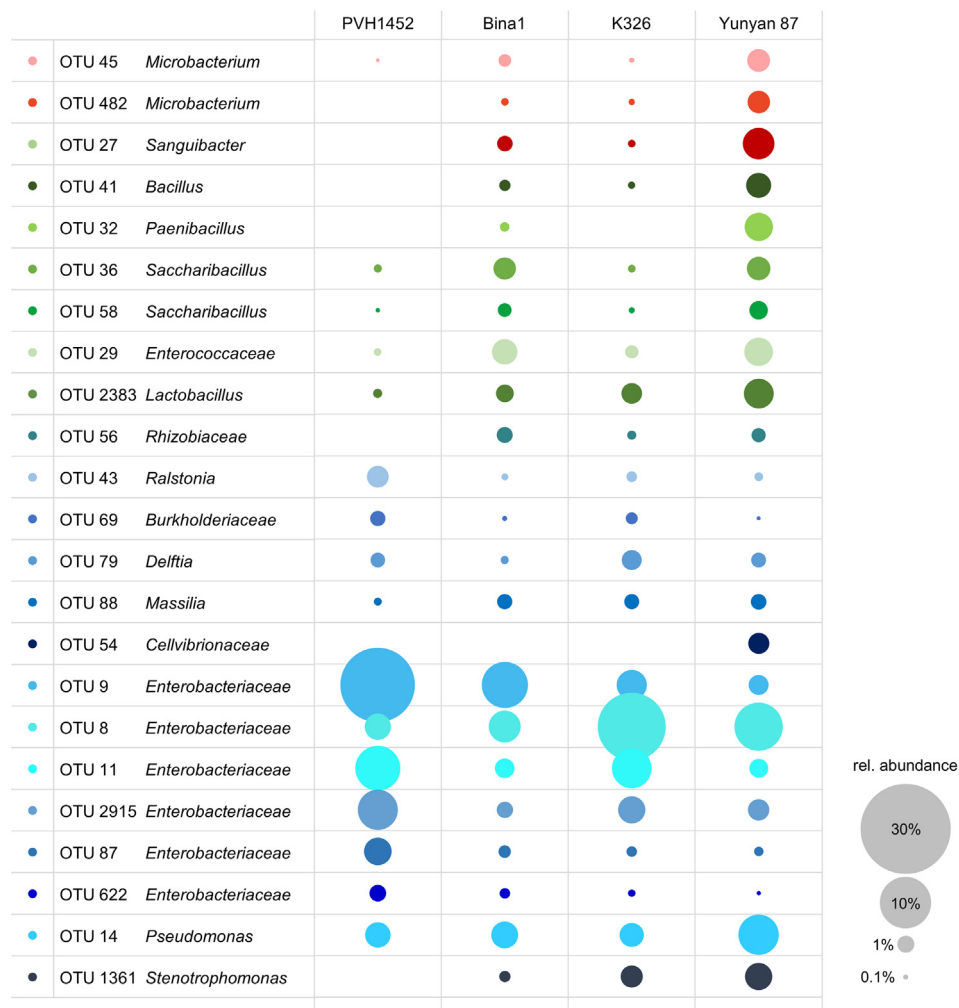 PVH1452 Bina1 K326 Yunyan 87
OTU 45 Microbacterium
OTU 482 Microbacterium
OTU 27 Sanguibacter
OTU 41 Bacillus
OTU 32 Paenibacillus
OTU 36 Saccharibacillus
OTU 58 Saccharibacillus
OTU 29 Enterococcaceae
OTU 2383 Lactobacillus
OTU 56 Rhizobiaceae
OTU 43 Ralstonia
OTU 69 Burkholderiaceae
OTU 79 Delftia
OTU 88 Massilia
OTU 54 Cellvibrionaceae
OTU 9 Enterobacteriaceae
OTU 8 Enterobacteriaceae
OTU 11 Enterobacteriaceae
OTU 2915 Enterobacteriaceae
OTU 87 Enterobacteriaceae
OTU 622 Enterobacteriaceae
OTU 14 Pseudomonas
OTU 1361 Stenotrophomonas
rel. abundance
30%
10%
1%
0.1%